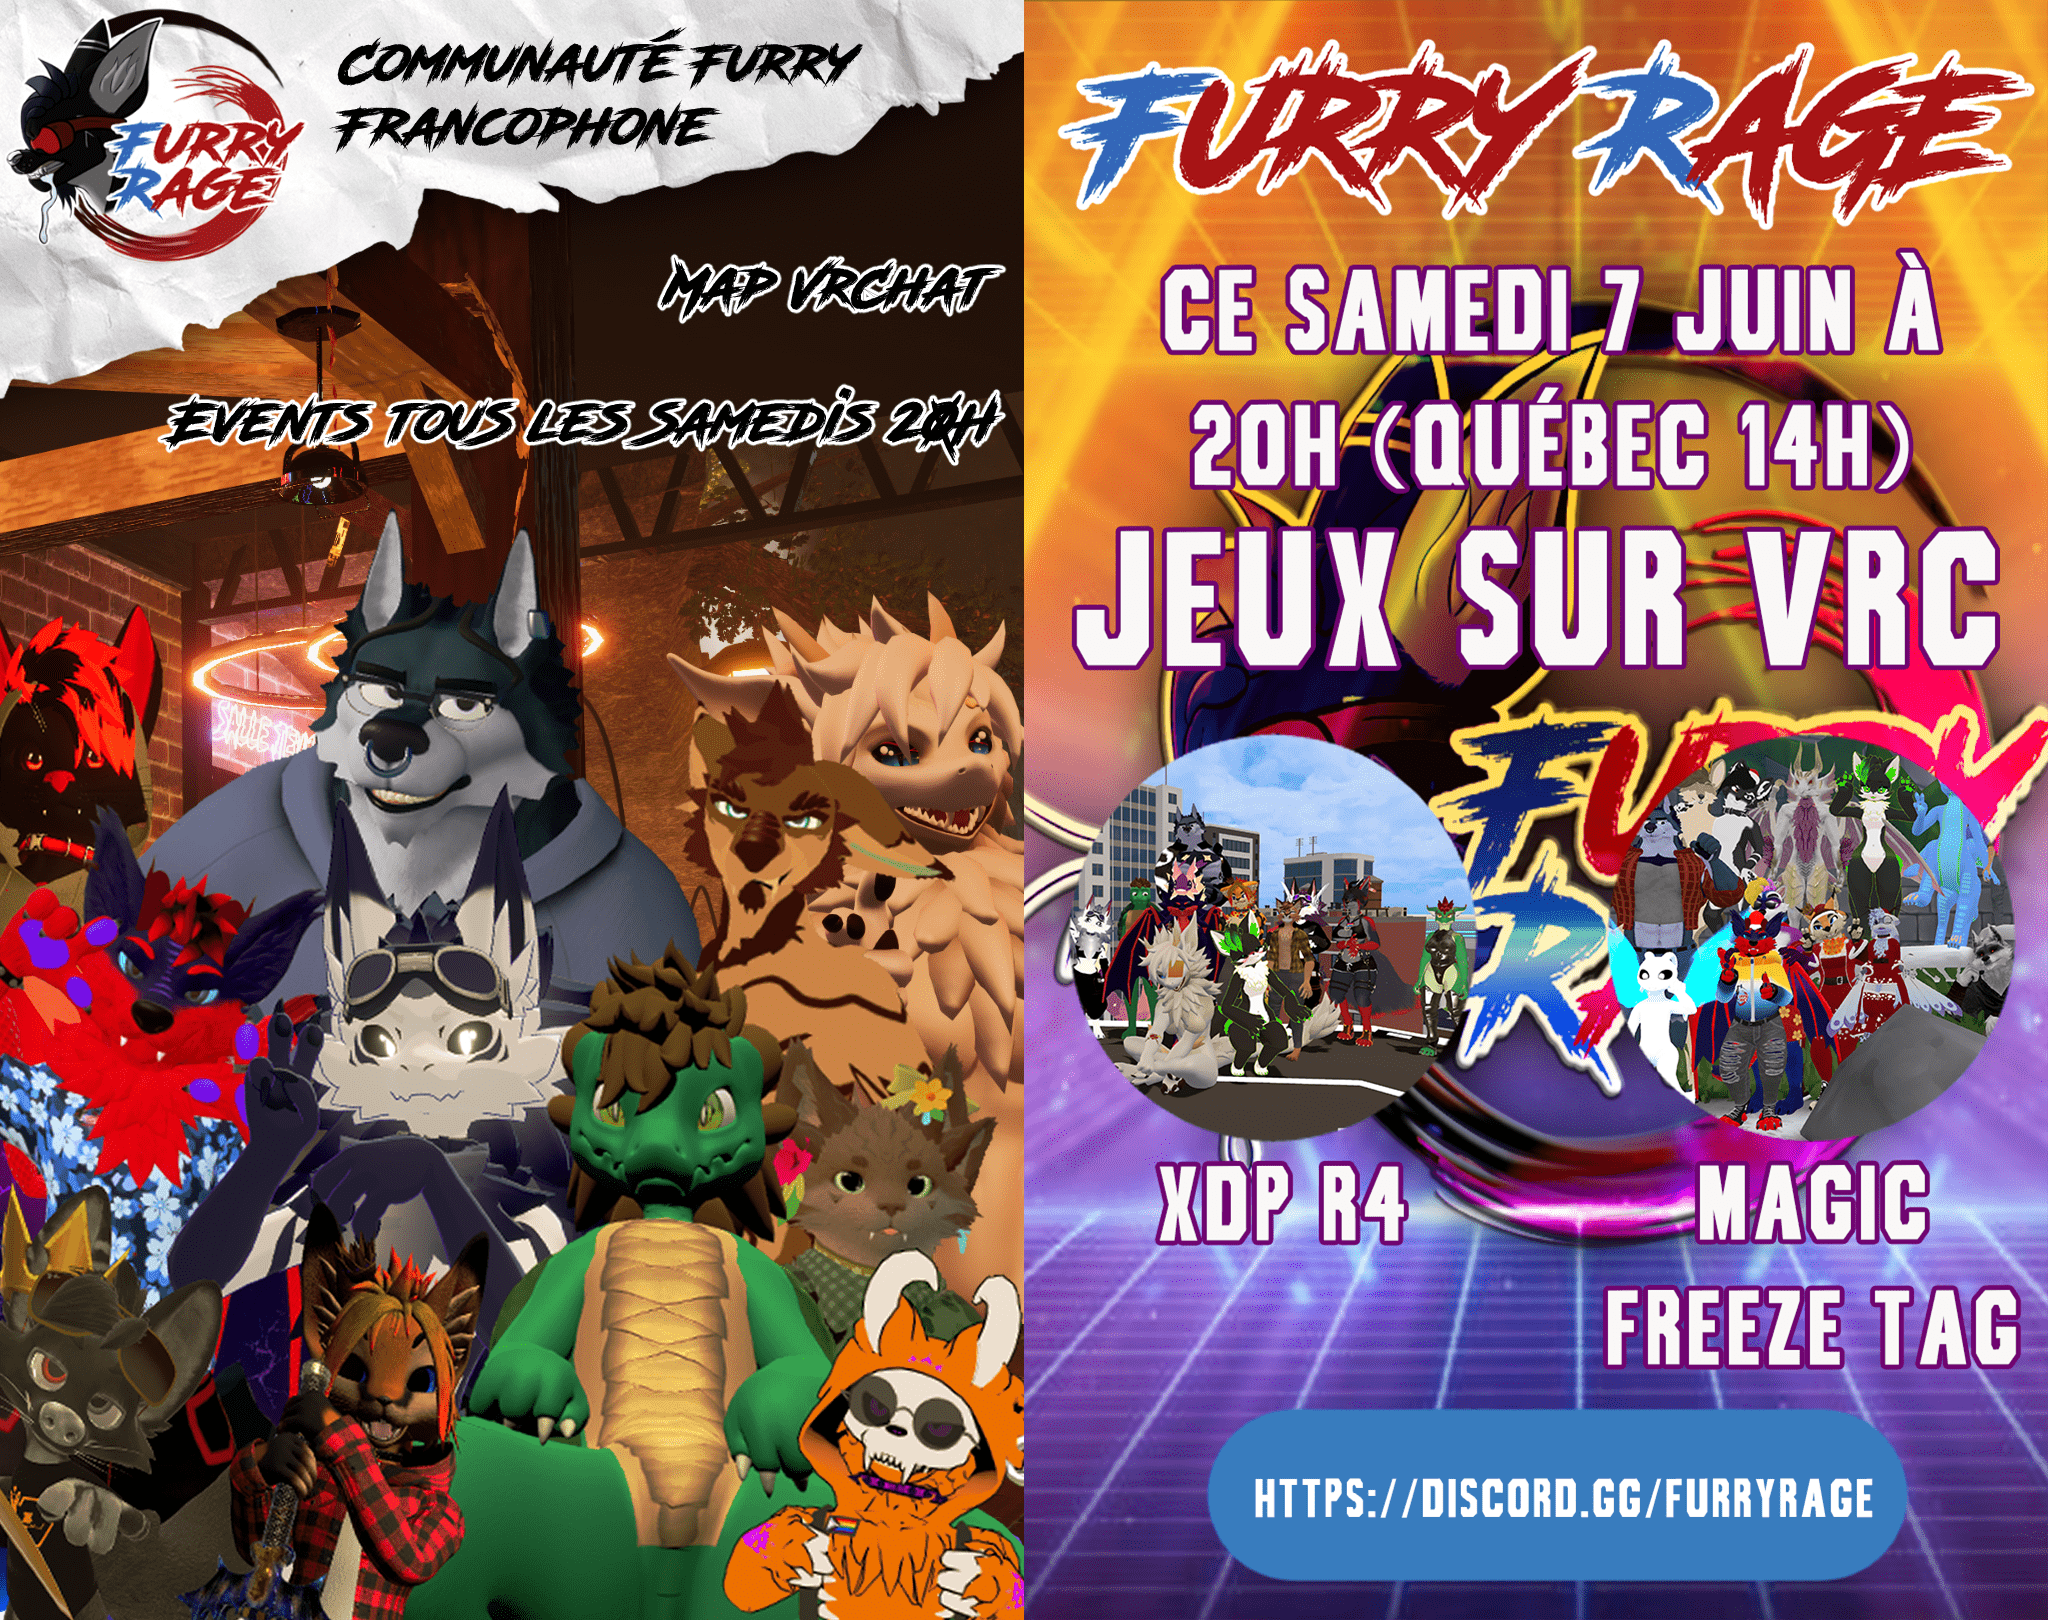 FURRY
RAGE
COMMUNAUTÉ FURRY
FRANCOPHONE
MAP VRCHAT
EVENTS TOUS LES SAMEDIS 20H
FURRY RAGE
CE SAMEDI 7 JUIN À
20H (QUÉBEC 14H)
JEUX SUR VRC
XDP R4
MAGIC
FREEZE TAG
HTTPS://DISCORD.GG/FURRYRAGE